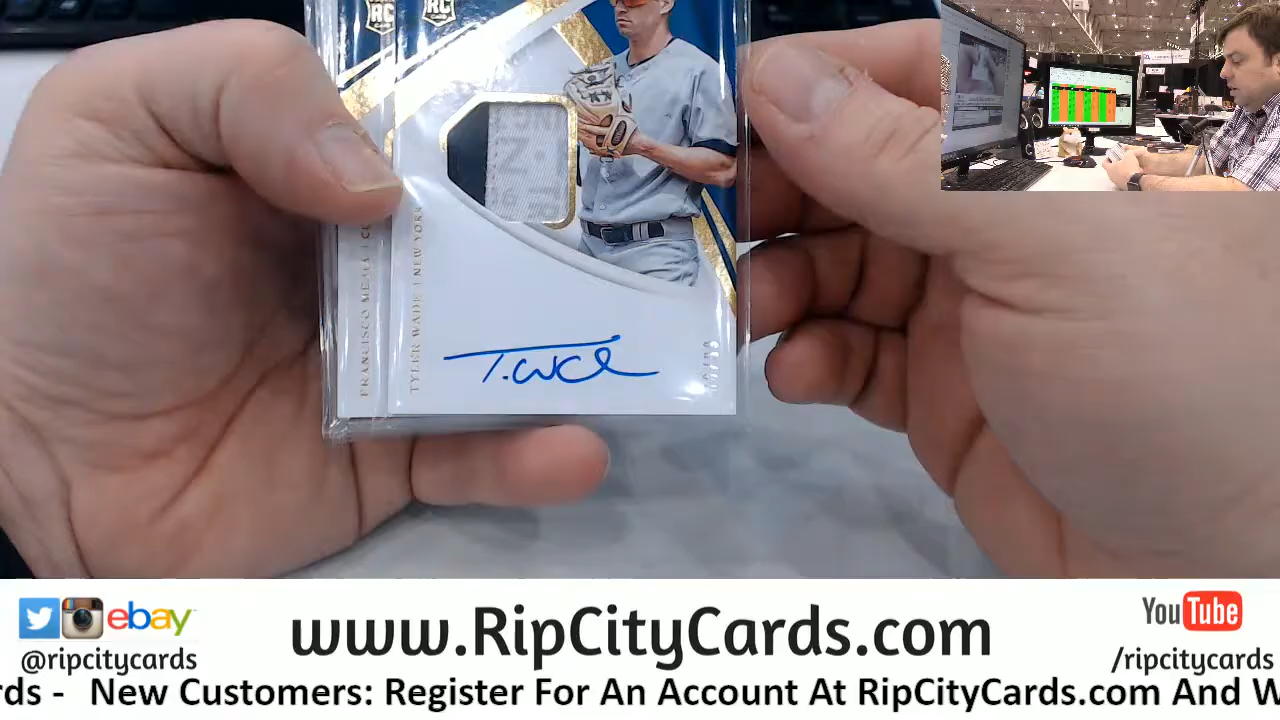 RC
RC
FRANCISCO MEJIA
TYLER WADE | NEW YORK
T. Wade
ebay
www.RipCityCards.com
YouTube
@ripcitycards
/ripcitycards
rds - New Customers: Register For An Account At RipCityCards.com And W